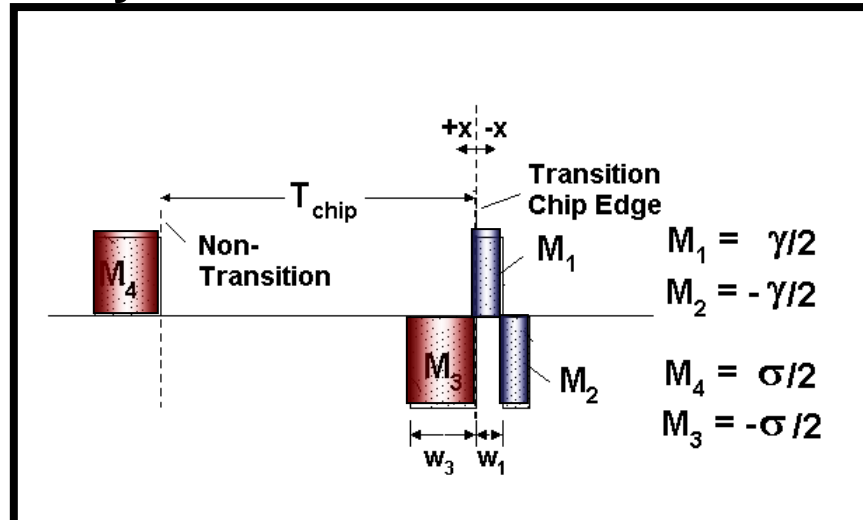 +x -x
T_chip
Transition
Chip Edge
Non-
Transition
M₄
M₁
M₃
M₂
w₃ w₁
M₁ = γ/2
M₂ = - γ/2
M₄ = σ/2
M₃ = -σ/2